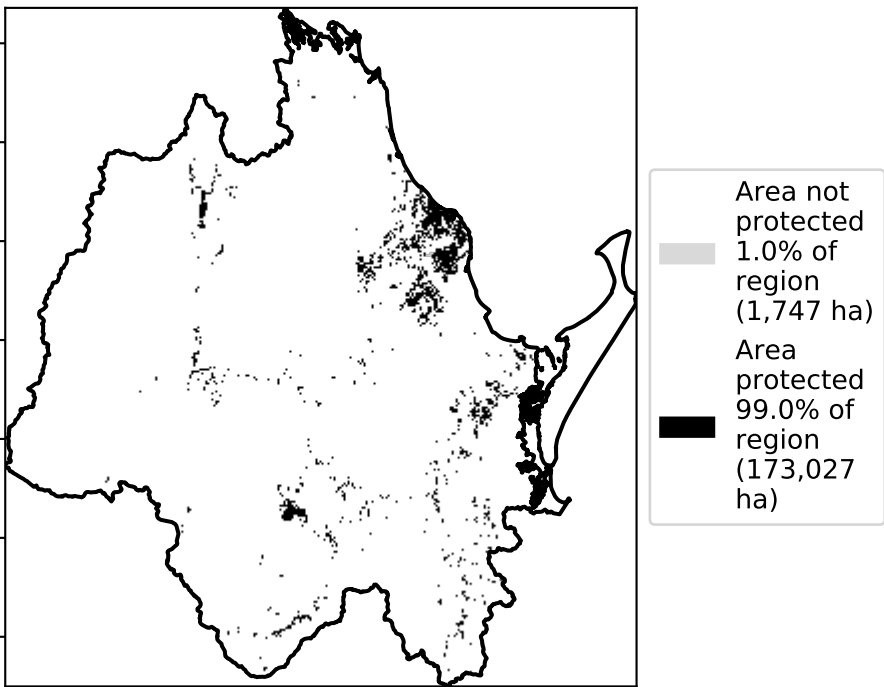 Area not
protected
1.0% of
region
(1,747 ha)
Area
protected
99.0% of
region
(173,027
ha)